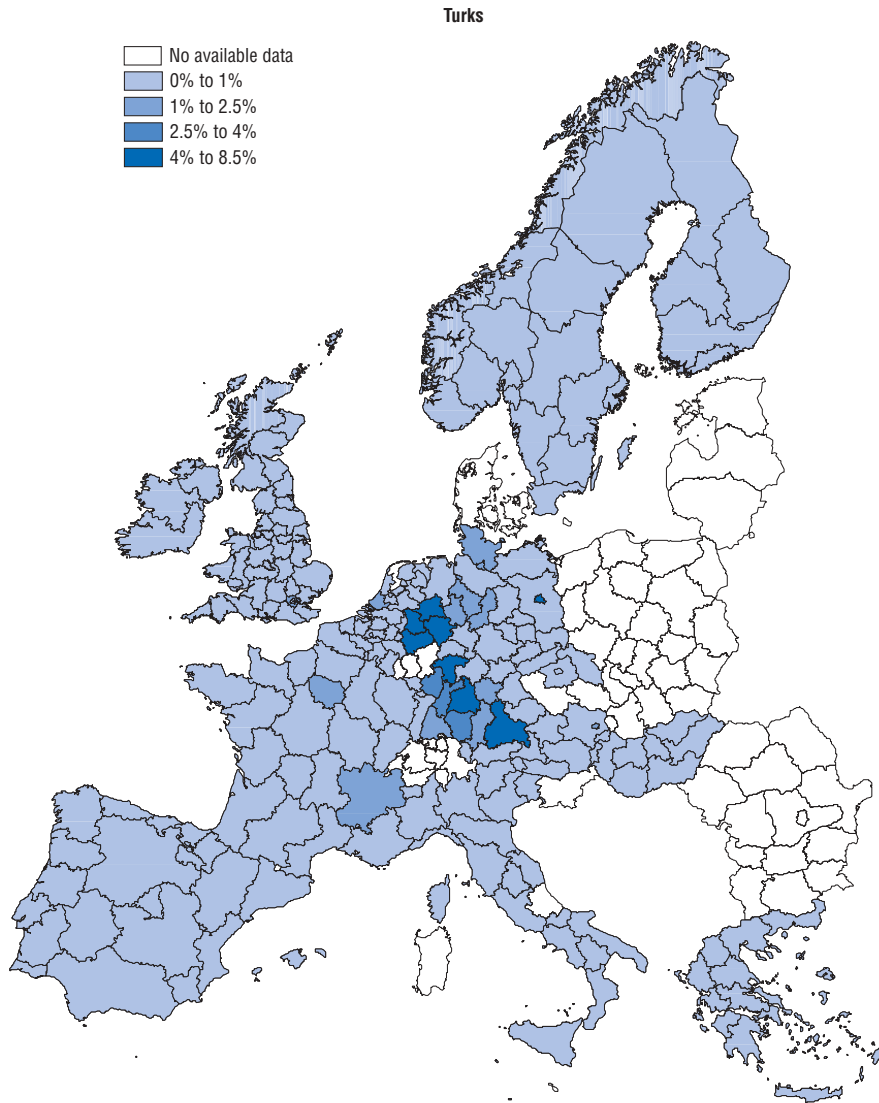 Turks
No available data
0% to 1%
1% to 2.5%
2.5% to 4%
4% to 8.5%